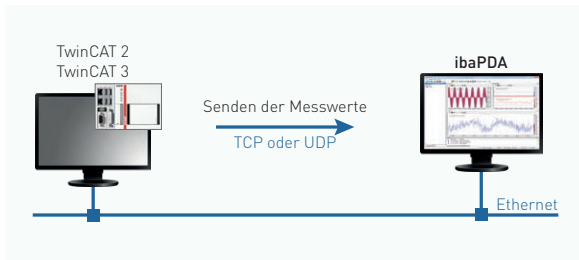 TwinCAT 2
TwinCAT 3
ibaPDA
Senden der Messwerte
TCP oder UDP
Ethernet